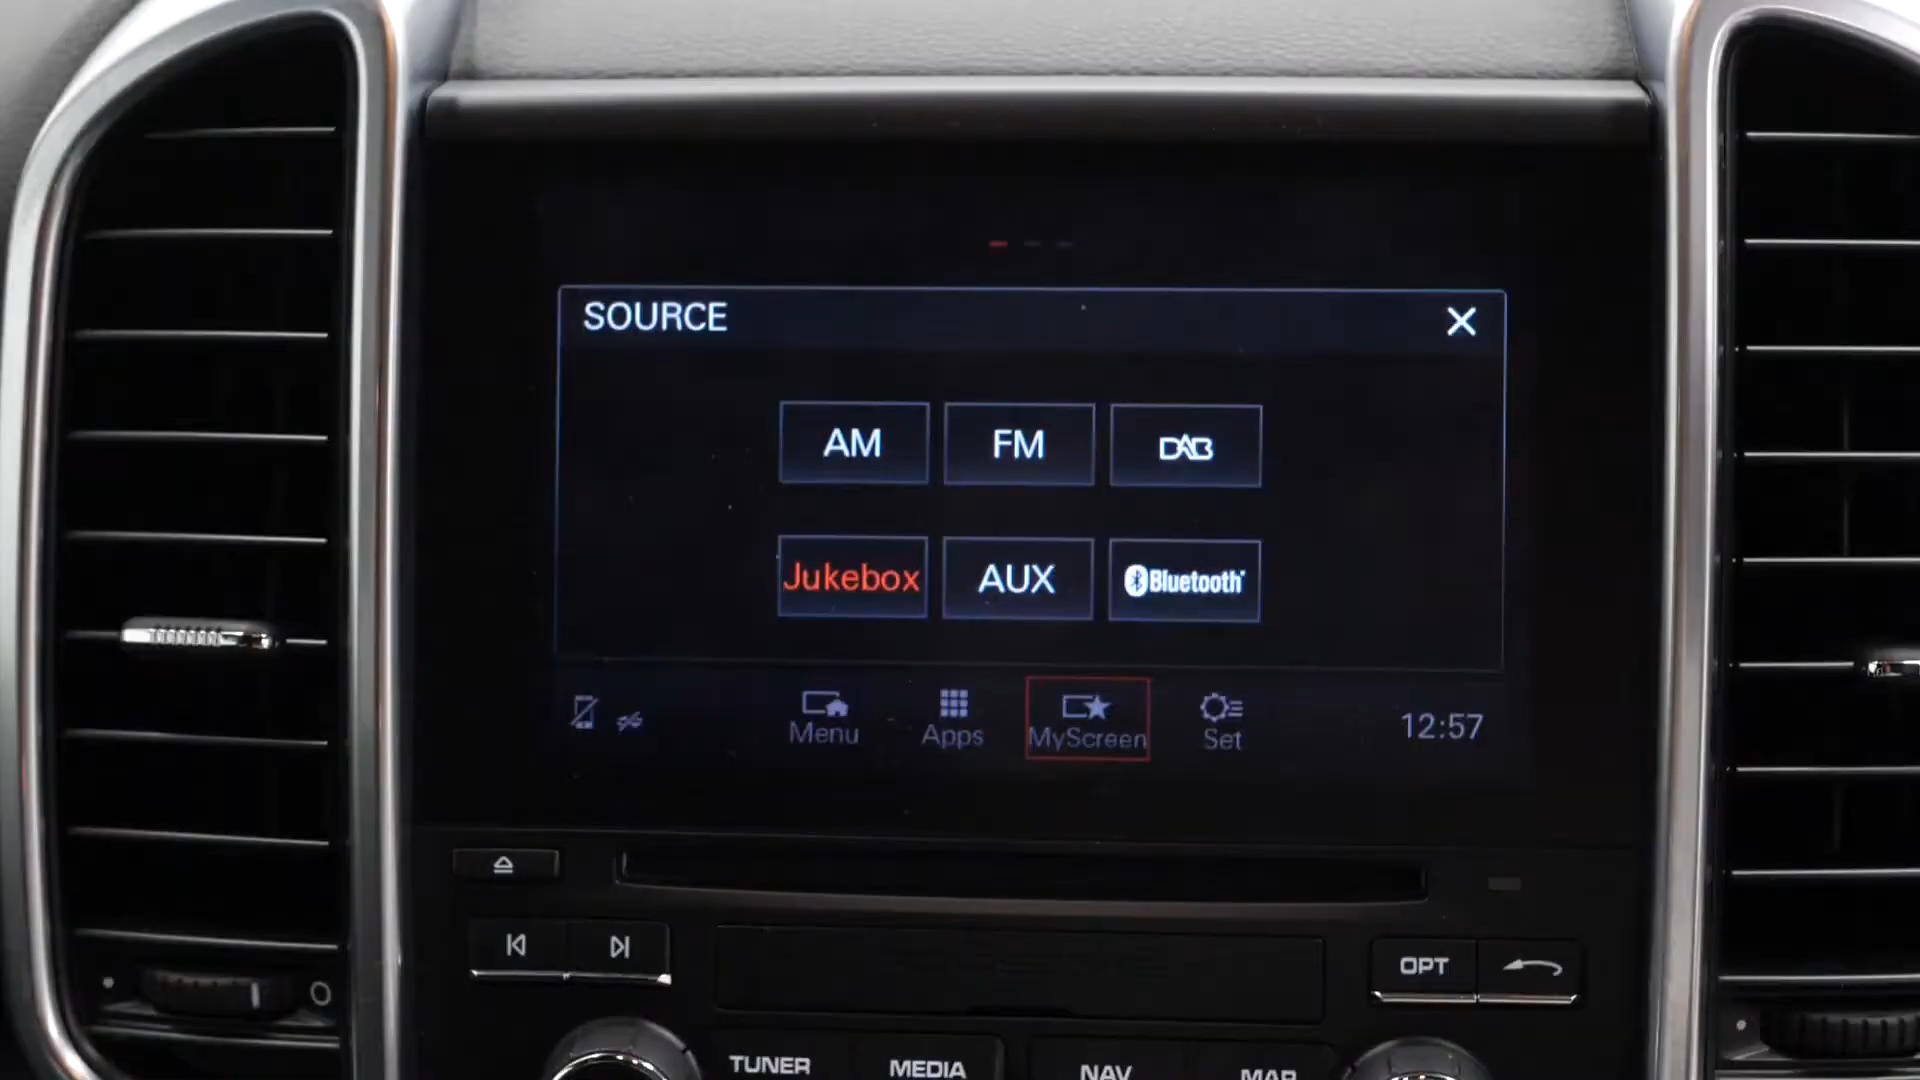 SOURCE
AM FM DAB
Jukebox AUX Bluetooth
Menu Apps MyScreen Set 12:57
OPT
TUNER MEDIA NAV MAP